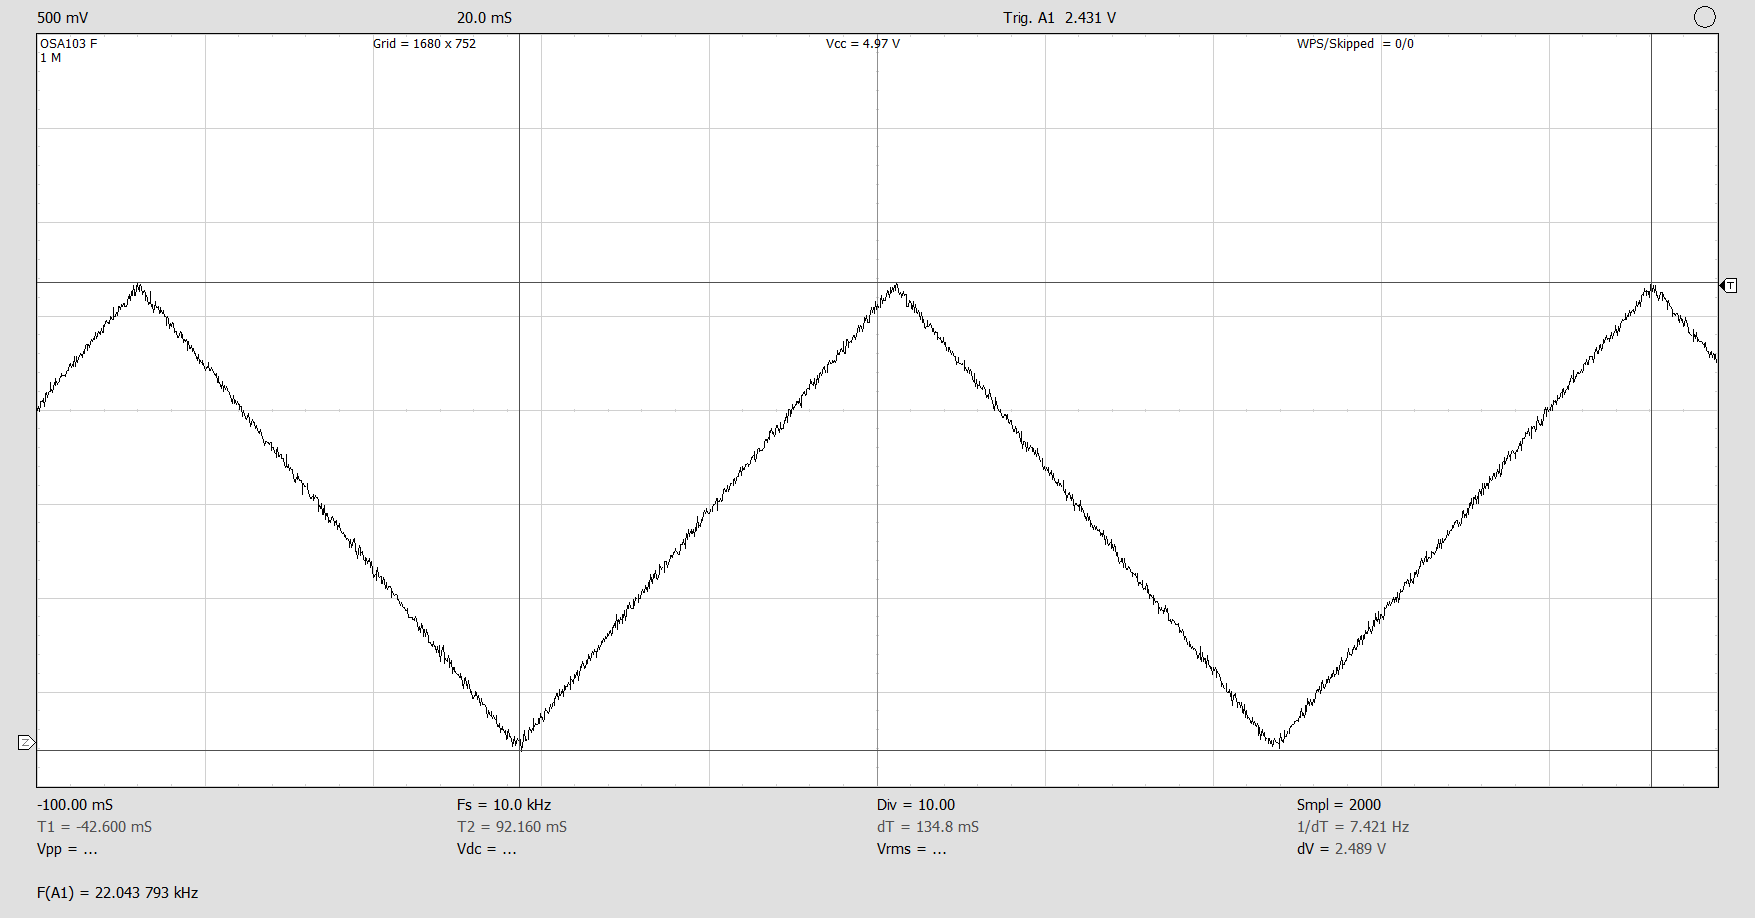 500 mV 20.0 mS Trig. A1 2.431 V
OSA103 F Grid = 1680 x 752 Vcc = 4.97 V WPS/Skipped = 0/0
1 M
T
Z
-100.00 mS Fs = 10.0 kHz Div = 10.00 Smpl = 2000
T1 = -42.600 mS T2 = 92.160 mS dT = 134.8 mS 1/dT = 7.421 Hz
Vpp = ... Vdc = ... Vrms = ... dV = 2.489 V
F(A1) = 22.043 793 kHz